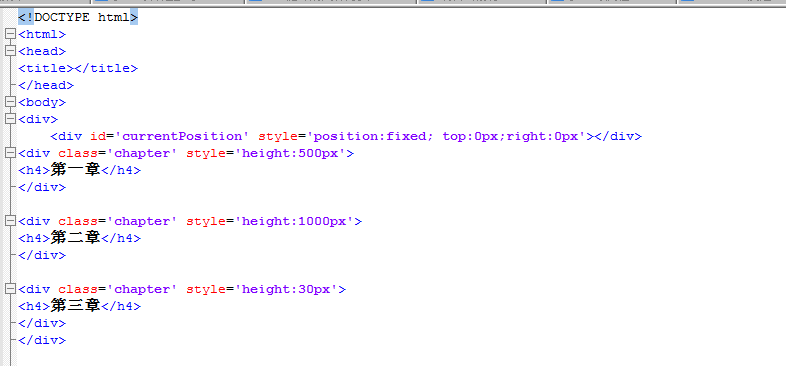 <!DOCTYPE html>
<html>
<head>
<title></title>
</head>
<body>
<div>
    <div id='currentPosition' style='position:fixed; top:0px;right:0px'></div>
<div class='chapter' style='height:500px'>
<h4>第一章</h4>
</div>

<div class='chapter' style='height:1000px'>
<h4>第二章</h4>
</div>

<div class='chapter' style='height:30px'>
<h4>第三章</h4>
</div>
</div>